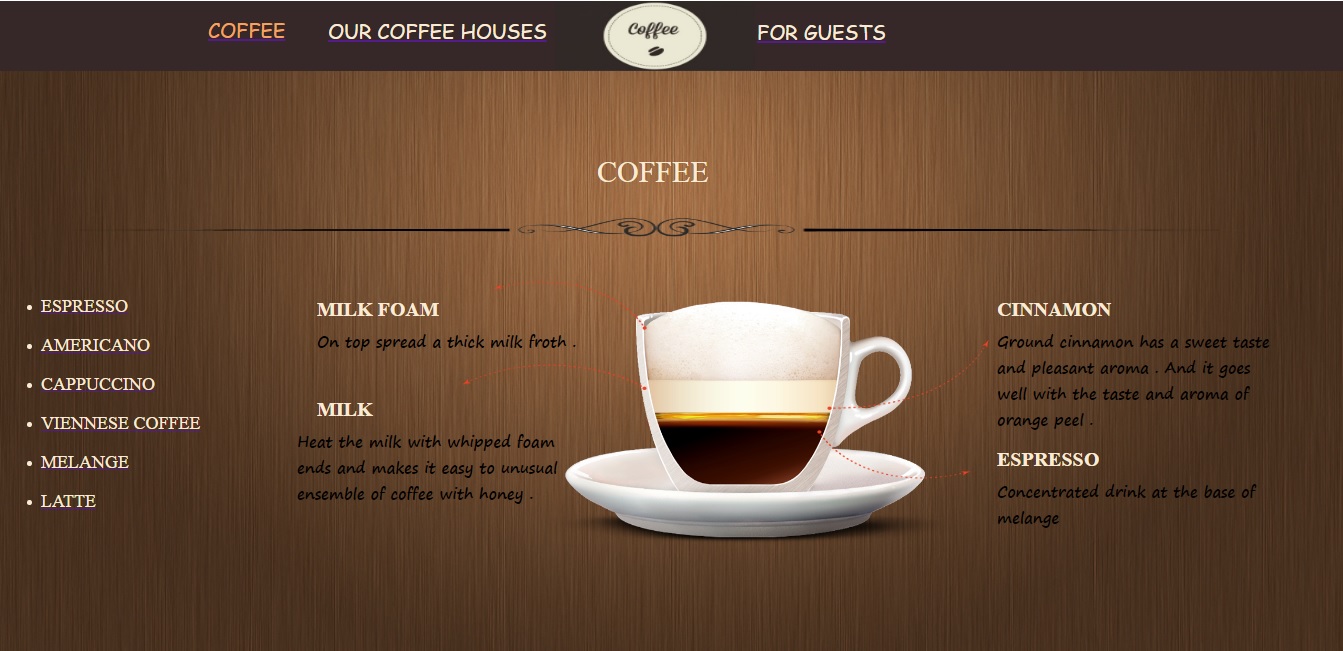 COFFEE
OUR COFFEE HOUSES
Coffee
FOR GUESTS
COFFEE
ESPRESSO
AMERICANO
CAPPUCCINO
VIENNESE COFFEE
MELANGE
LATTE
MILK FOAM
On top spread a thick milk froth .
MILK
Heat the milk with whipped foam
ends and makes it easy to unusual
ensemble of coffee with honey .
CINNAMON
Ground cinnamon has a sweet taste
and pleasant aroma . And it goes
well with the taste and aroma of
orange peel .
ESPRESSO
Concentrated drink at the base of
melange